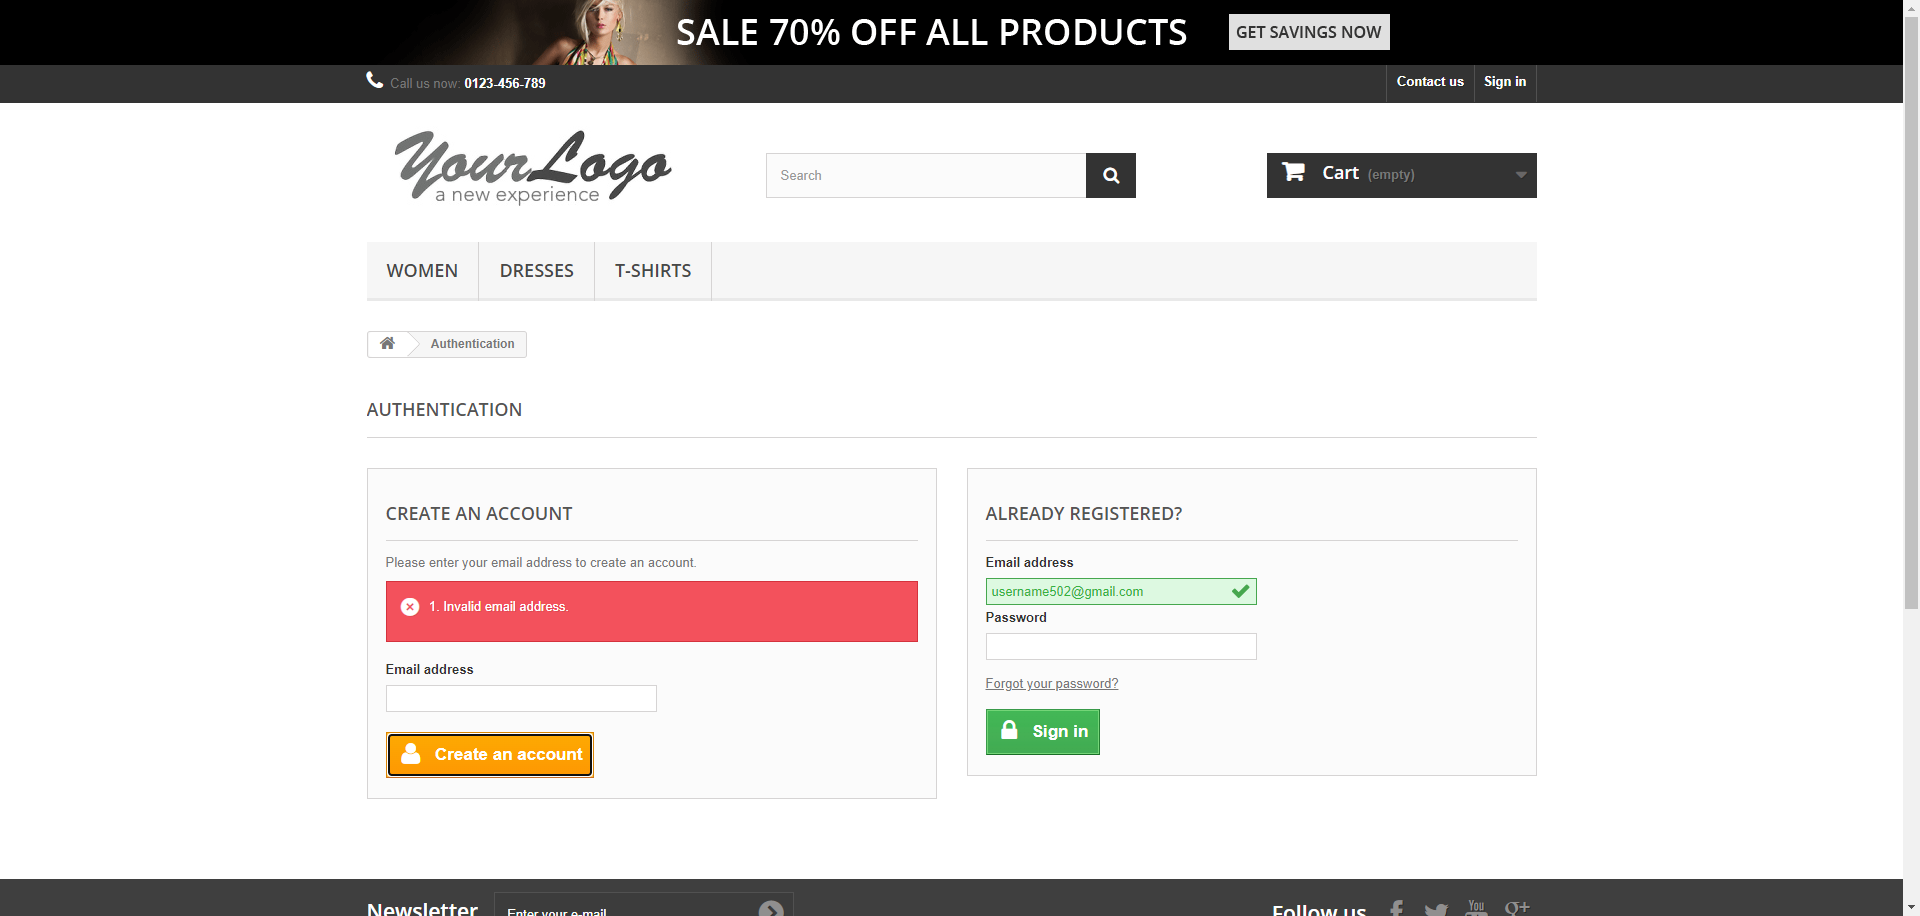 SALE 70% OFF ALL PRODUCTS GET SAVINGS NOW
Call us now: 0123-456-789 Contact us Sign in
YourLogo
a new experience
Search
Cart (empty)
WOMEN DRESSES T-SHIRTS
Authentication
AUTHENTICATION
CREATE AN ACCOUNT
Please enter your email address to create an account.
1. Invalid email address.
Email address
Create an account
ALREADY REGISTERED?
Email address
username502@gmail.com
Password
Forgot your password?
Sign in
Newsletter Enter your e-mail Follow us You g+